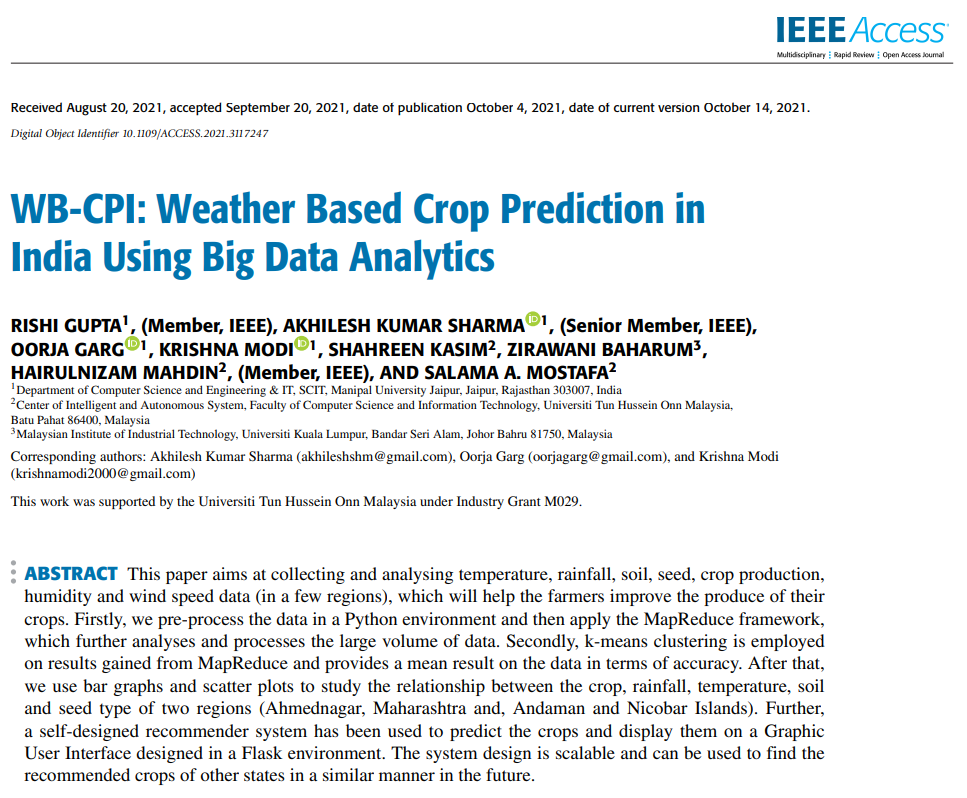 IEEE Access
Multidisciplinary | Rapid Review | Open Access Journal
Received August 20, 2021, accepted September 20, 2021, date of publication October 4, 2021, date of current version October 14, 2021.
Digital Object Identifier 10.1109/ACCESS.2021.3117247
WB-CPI: Weather Based Crop Prediction in
India Using Big Data Analytics
RISHI GUPTA1, (Member, IEEE), AKHILESH KUMAR SHARMA iD 1, (Senior Member, IEEE),
OORJA GARG iD 1, KRISHNA MODI iD 1, SHAHREEN KASIM2, ZIRAWANI BAHARUM3,
HAIRULNIZAM MAHDIN2, (Member, IEEE), AND SALAMA A. MOSTAFA2
1Department of Computer Science and Engineering & IT, SCIT, Manipal University Jaipur, Jaipur, Rajasthan 303007, India
2Center of Intelligent and Autonomous System, Faculty of Computer Science and Information Technology, Universiti Tun Hussein Onn Malaysia,
Batu Pahat 86400, Malaysia
3Malaysian Institute of Industrial Technology, Universiti Kuala Lumpur, Bandar Seri Alam, Johor Bahru 81750, Malaysia
Corresponding authors: Akhilesh Kumar Sharma (akhileshshm@gmail.com), Oorja Garg (oorjagarg@gmail.com), and Krishna Modi
(krishnamodi2000@gmail.com)
This work was supported by the Universiti Tun Hussein Onn Malaysia under Industry Grant M029.
ABSTRACT This paper aims at collecting and analysing temperature, rainfall, soil, seed, crop production,
humidity and wind speed data (in a few regions), which will help the farmers improve the produce of their
crops. Firstly, we pre-process the data in a Python environment and then apply the MapReduce framework,
which further analyses and processes the large volume of data. Secondly, k-means clustering is employed
on results gained from MapReduce and provides a mean result on the data in terms of accuracy. After that,
we use bar graphs and scatter plots to study the relationship between the crop, rainfall, temperature, soil
and seed type of two regions (Ahmednagar, Maharashtra and, Andaman and Nicobar Islands). Further,
a self-designed recommender system has been used to predict the crops and display them on a Graphic
User Interface designed in a Flask environment. The system design is scalable and can be used to find the
recommended crops of other states in a similar manner in the future.